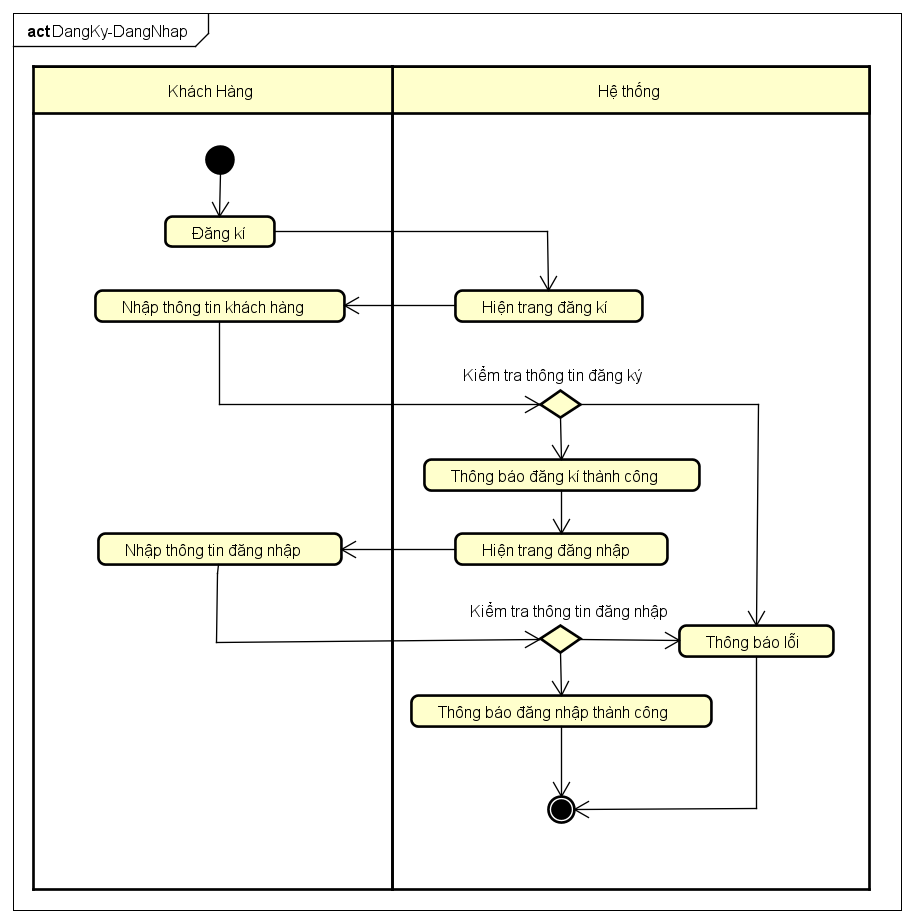 act DangKy-DangNhap
Khách Hàng
Hệ thống
Đăng kí
Nhập thông tin khách hàng
Hiện trang đăng kí
Kiểm tra thông tin đăng ký
Thông báo đăng kí thành công
Nhập thông tin đăng nhập
Hiện trang đăng nhập
Kiểm tra thông tin đăng nhập
Thông báo lỗi
Thông báo đăng nhập thành công